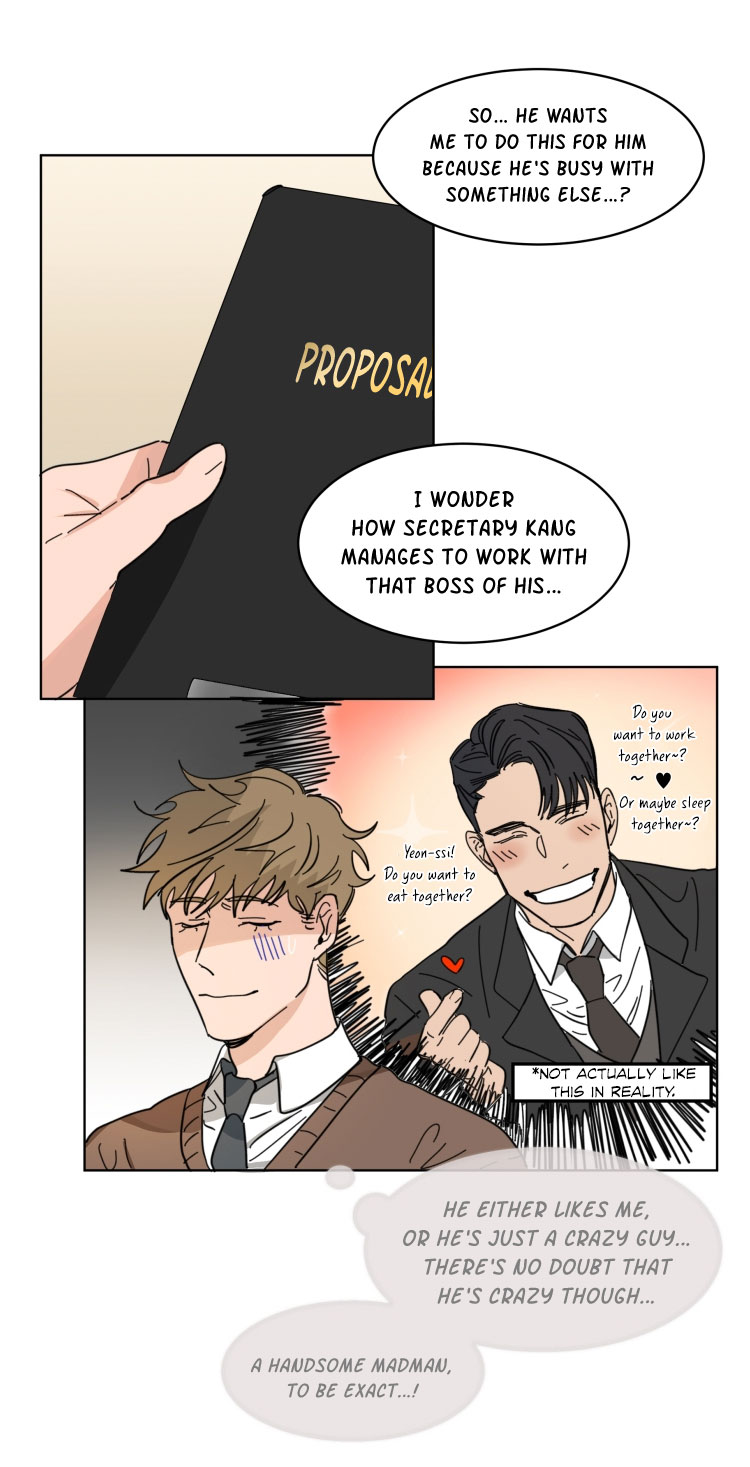 SO... HE WANTS
ME TO DO THIS FOR HIM
BECAUSE HE'S BUSY WITH
SOMETHING ELSE...?
PROPOSAL
I WONDER
HOW SECRETARY KANG
MANAGES TO WORK WITH
THAT BOSS OF HIS...
Do you
want to work
together~?
~ ♥
Or maybe sleep
together~?
Yeon-ssi!
Do you want to
eat together?
*NOT ACTUALLY LIKE
THIS IN REALITY.
HE EITHER LIKES ME,
OR HE'S JUST A CRAZY GUY...
THERE'S NO DOUBT THAT
HE'S CRAZY THOUGH...
A HANDSOME MADMAN,
TO BE EXACT...!